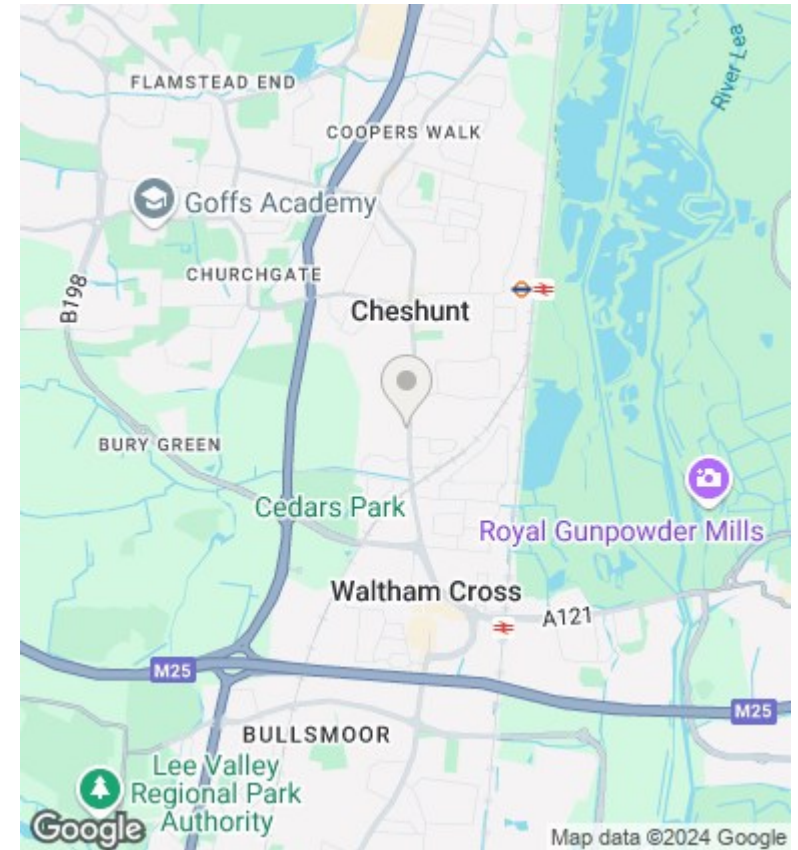 River Lea
FLAMSTEAD END
COOPERS WALK
Goffs Academy
CHURCHGATE
B198
Cheshunt
BURY GREEN
Cedars Park
Royal Gunpowder Mills
Waltham Cross
A121
M25
M25
BULLSMOOR
Lee Valley
Regional Park
Authority
Google
Map data ©2024 Google